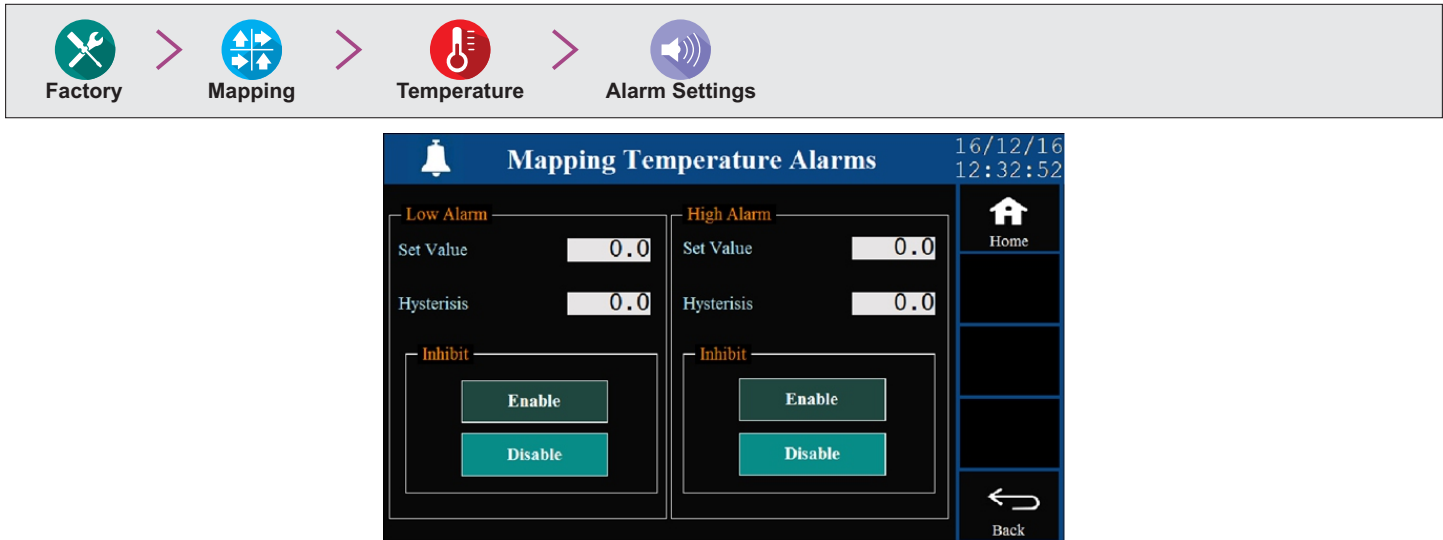 Factory
Mapping
Temperature
Alarm Settings
Mapping Temperature Alarms
16/12/16
12:32:52
Low Alarm
Set Value 0.0
Hysterisis 0.0
Inhibit
Enable
Disable
High Alarm
Set Value 0.0
Hysterisis 0.0
Inhibit
Enable
Disable
Home
Back